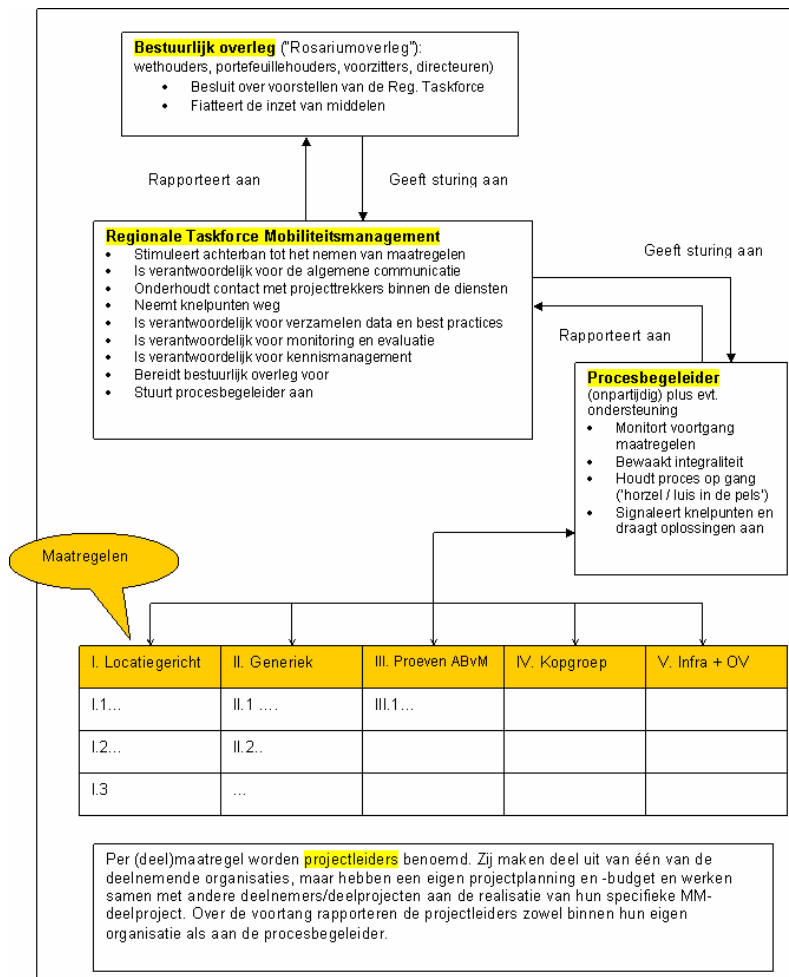 Bestuurlijk overleg ("Rosariumoverleg"):
wethouders, portefeuillehouders, voorzitters, directeuren)
• Besluit over voorstellen van de Reg. Taskforce
• Fiatteert de inzet van middelen
Rapporteert aan
Geeft sturing aan
Regionale Taskforce Mobiliteitsmanagement
• Stimuleert achterban tot het nemen van maatregelen
• Is verantwoordelijk voor de algemene communicatie
• Onderhoudt contact met projecttrekkers binnen de diensten
• Neemt knelpunten weg
• Is verantwoordelijk voor verzamelen data en best practices
• Is verantwoordelijk voor monitoring en evaluatie
• Is verantwoordelijk voor kennismanagement
• Bereidt bestuurlijk overleg voor
• Stuurt procesbegeleider aan
Geeft sturing aan
Rapporteert aan
Procesbegeleider
(onpartijdig) plus evt.
ondersteuning
• Monitort voortgang
maatregelen
• Bewaakt integraliteit
• Houdt proces op gang
('horzel / luis in de pels')
• Signaleert knelpunten en
draagt oplossingen aan
Maatregelen
I. Locatiegericht II. Generiek III. Proeven ABvM IV. Kopgroep V. Infra + OV
I.1... II.1 .... III.1...
I.2... II.2..
I.3 ...
Per (deel)maatregel worden projectleiders benoemd. Zij maken deel uit van één van de
deelnemende organisaties, maar hebben een eigen projectplanning en -budget en werken
samen met andere deelnemers/deelprojecten aan de realisatie van hun specifieke MM-
deelproject. Over de voortang rapporteren de projectleiders zowel binnen hun eigen
organisatie als aan de procesbegeleider.